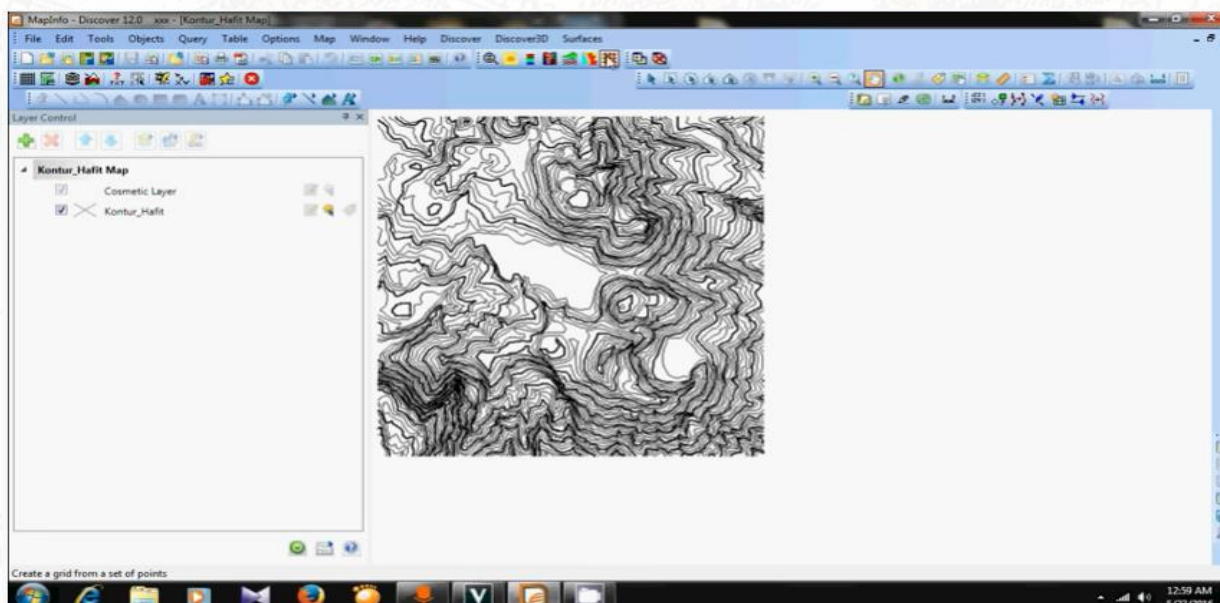 MapInfo - Discover 12.0 xxx - [Kontur_Hafit Map]
File Edit Tools Objects Query Table Options Map Window Help Discover Discover3D Surfaces
Layer Control
Kontur_Hafit Map
Cosmetic Layer
Kontur_Hafit
Create a grid from a set of points
12:59 AM